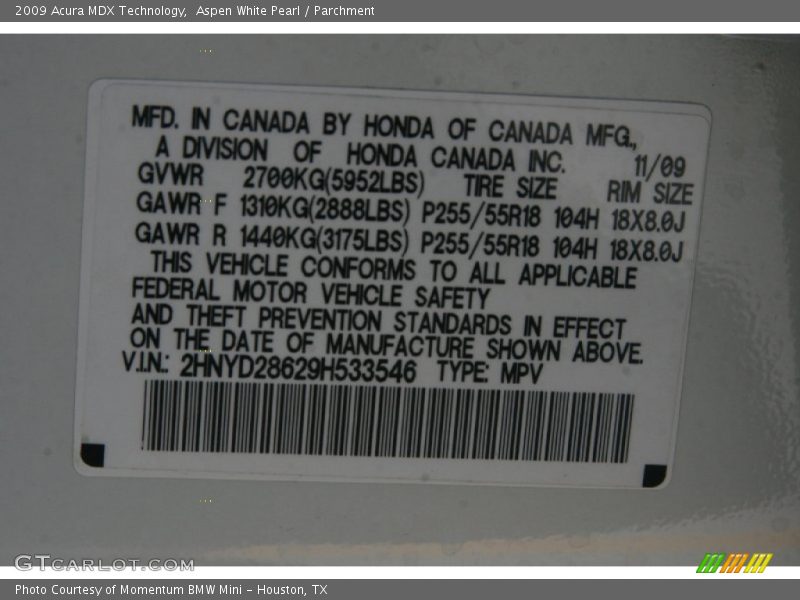 2009 Acura MDX Technology,  Aspen White Pearl / Parchment
MFD. IN CANADA BY HONDA OF CANADA MFG.,
A DIVISION OF HONDA CANADA INC. 11/09
GVWR 2700KG(5952LBS) TIRE SIZE RIM SIZE
GAWR F 1310KG(2888LBS) P255/55R18 104H 18X8.0J
GAWR R 1440KG(3175LBS) P255/55R18 104H 18X8.0J
THIS VEHICLE CONFORMS TO ALL APPLICABLE
FEDERAL MOTOR VEHICLE SAFETY
AND THEFT PREVENTION STANDARDS IN EFFECT
ON THE DATE OF MANUFACTURE SHOWN ABOVE.
V.I.N.: 2HNYD28629H533546 TYPE: MPV
GTCARLOT.COM
Photo Courtesy of Momentum BMW Mini - Houston, TX